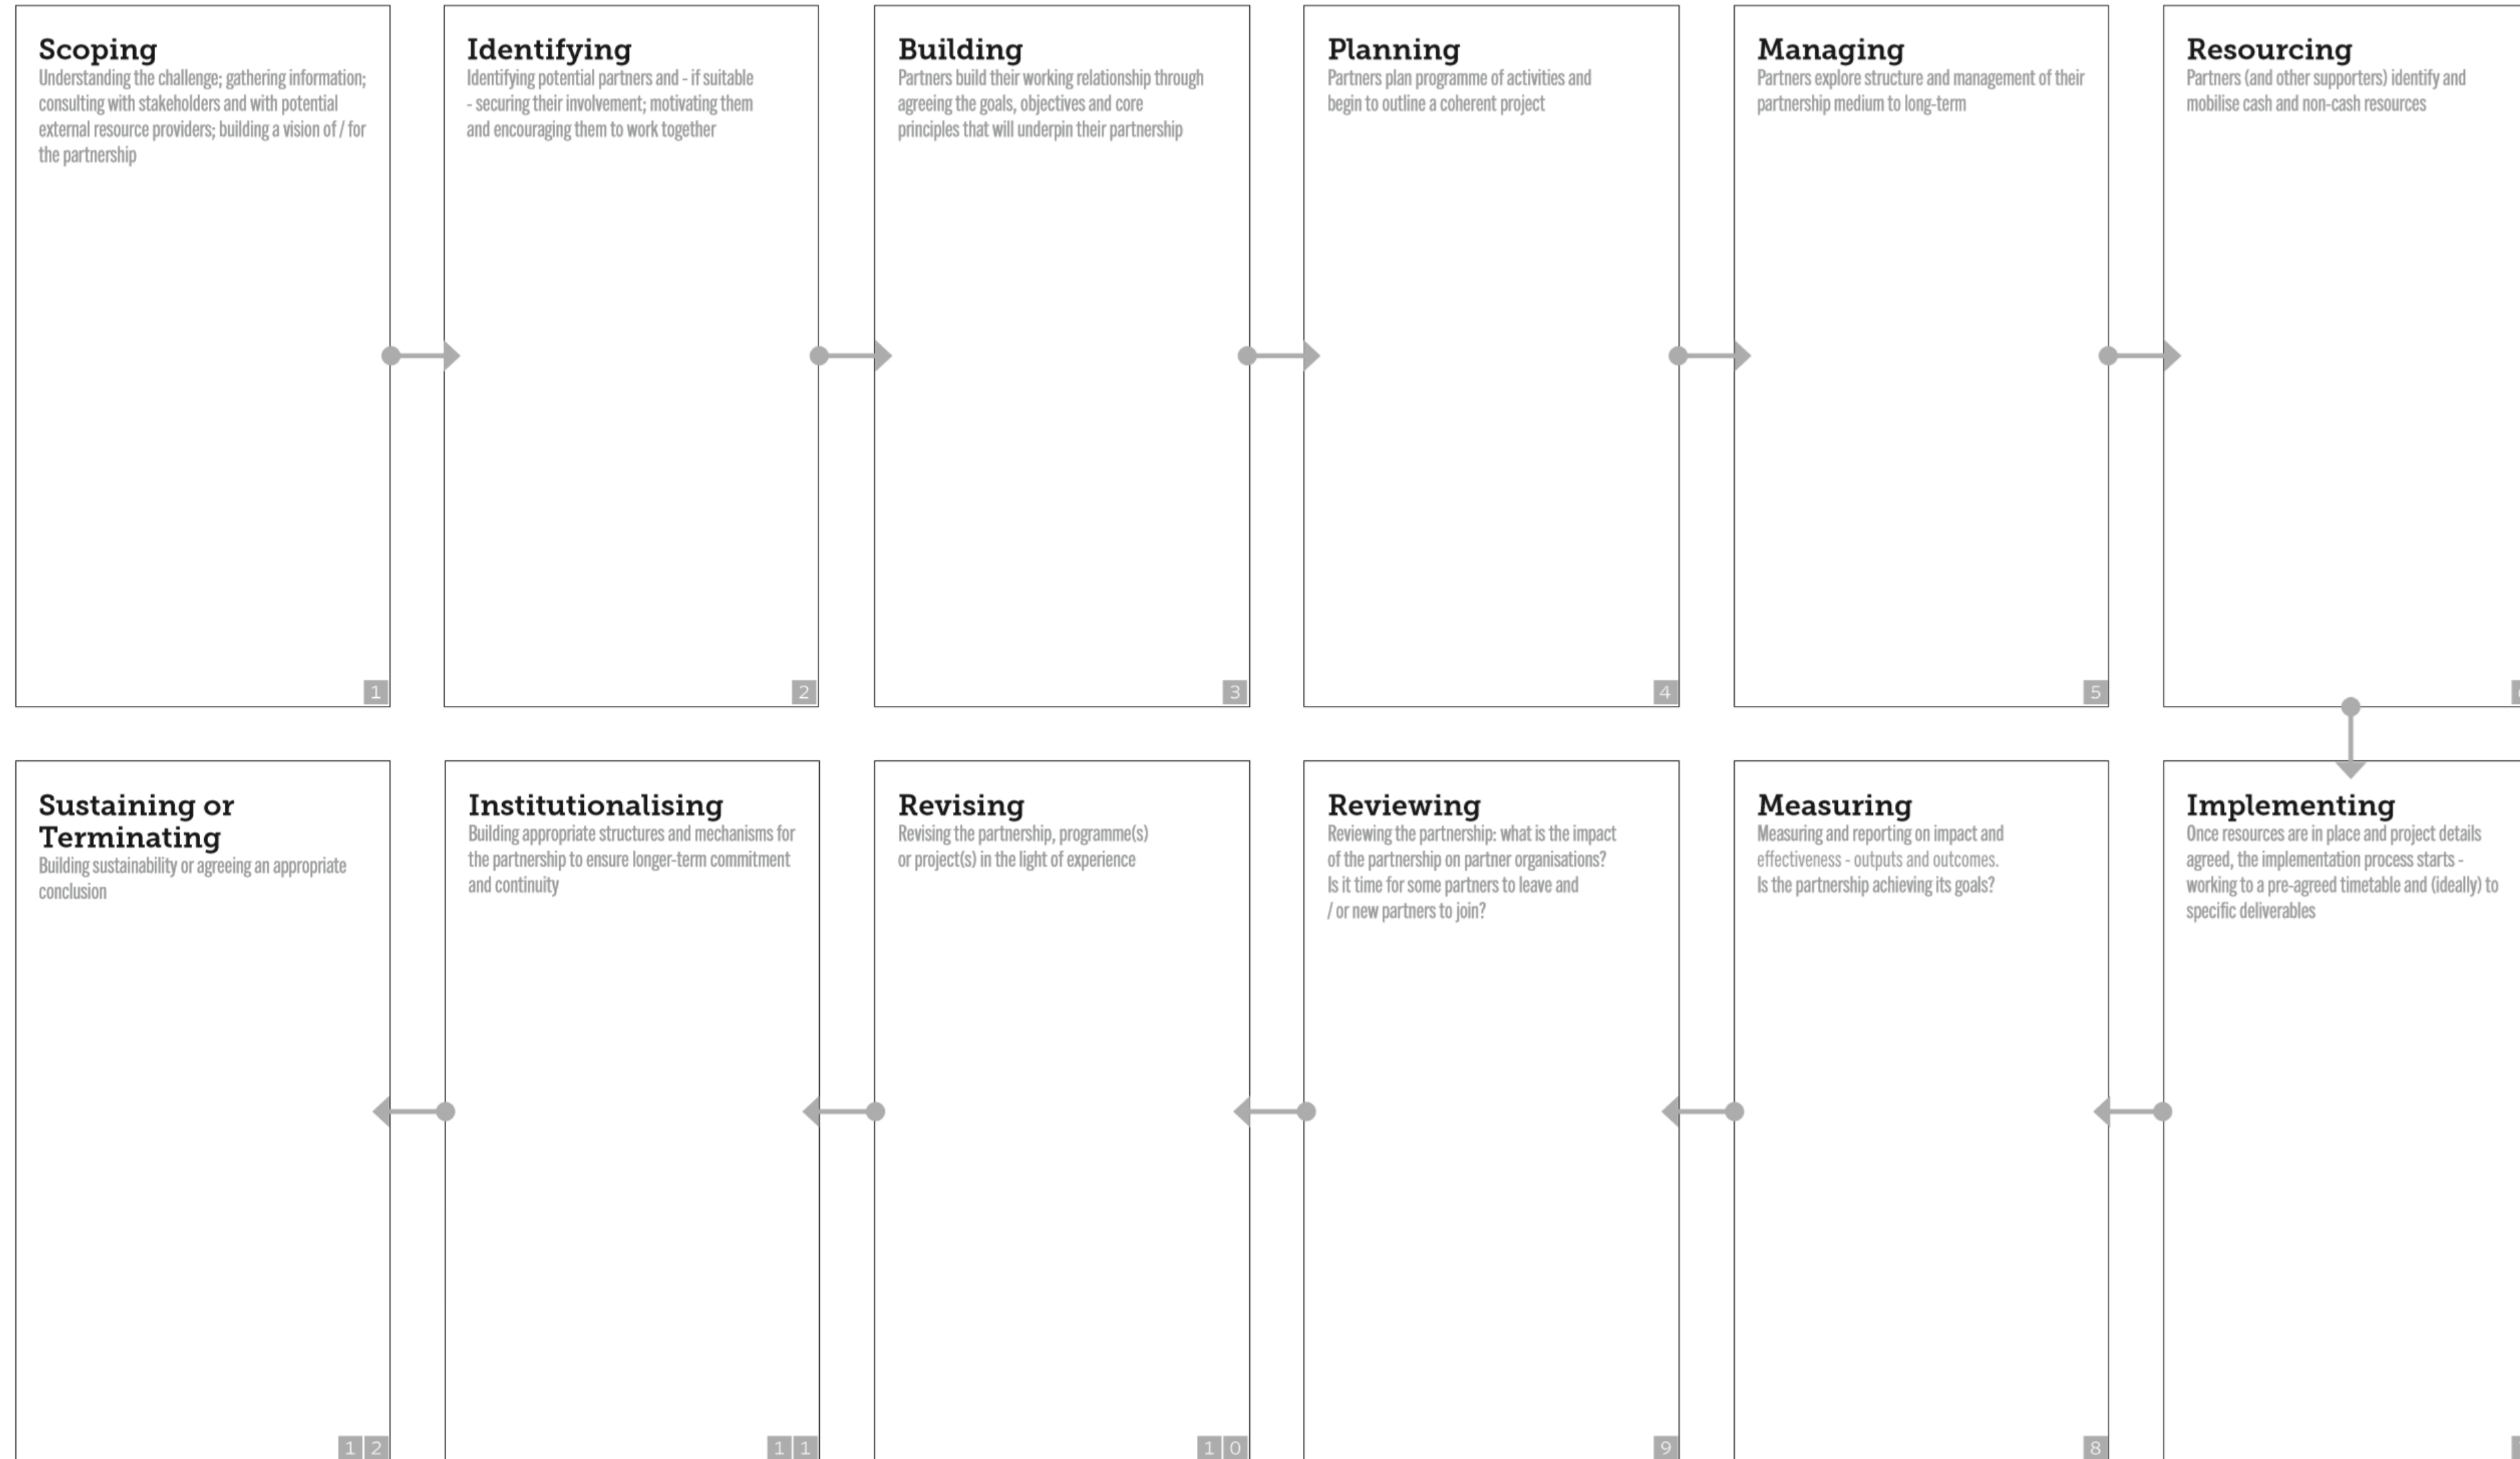 Scoping
Understanding the challenge; gathering information;
consulting with stakeholders and with potential
external resource providers; building a vision of / for
the partnership
1
Identifying
Identifying potential partners and - if suitable
- securing their involvement; motivating them
and encouraging them to work together
2
Building
Partners build their working relationship through
agreeing the goals, objectives and core
principles that will underpin their partnership
3
Planning
Partners plan programme of activities and
begin to outline a coherent project
4
Managing
Partners explore structure and management of their
partnership medium to long-term
5
Resourcing
Partners (and other supporters) identify and
mobilise cash and non-cash resources
Implementing
Once resources are in place and project details
agreed, the implementation process starts -
working to a pre-agreed timetable and (ideally) to
specific deliverables
Measuring
Measuring and reporting on impact and
effectiveness - outputs and outcomes.
Is the partnership achieving its goals?
8
Reviewing
Reviewing the partnership: what is the impact
of the partnership on partner organisations?
Is it time for some partners to leave and
/ or new partners to join?
9
Revising
Revising the partnership, programme(s)
or project(s) in the light of experience
10
Institutionalising
Building appropriate structures and mechanisms for
the partnership to ensure longer-term commitment
and continuity
11
Sustaining or
Terminating
Building sustainability or agreeing an appropriate
conclusion
12